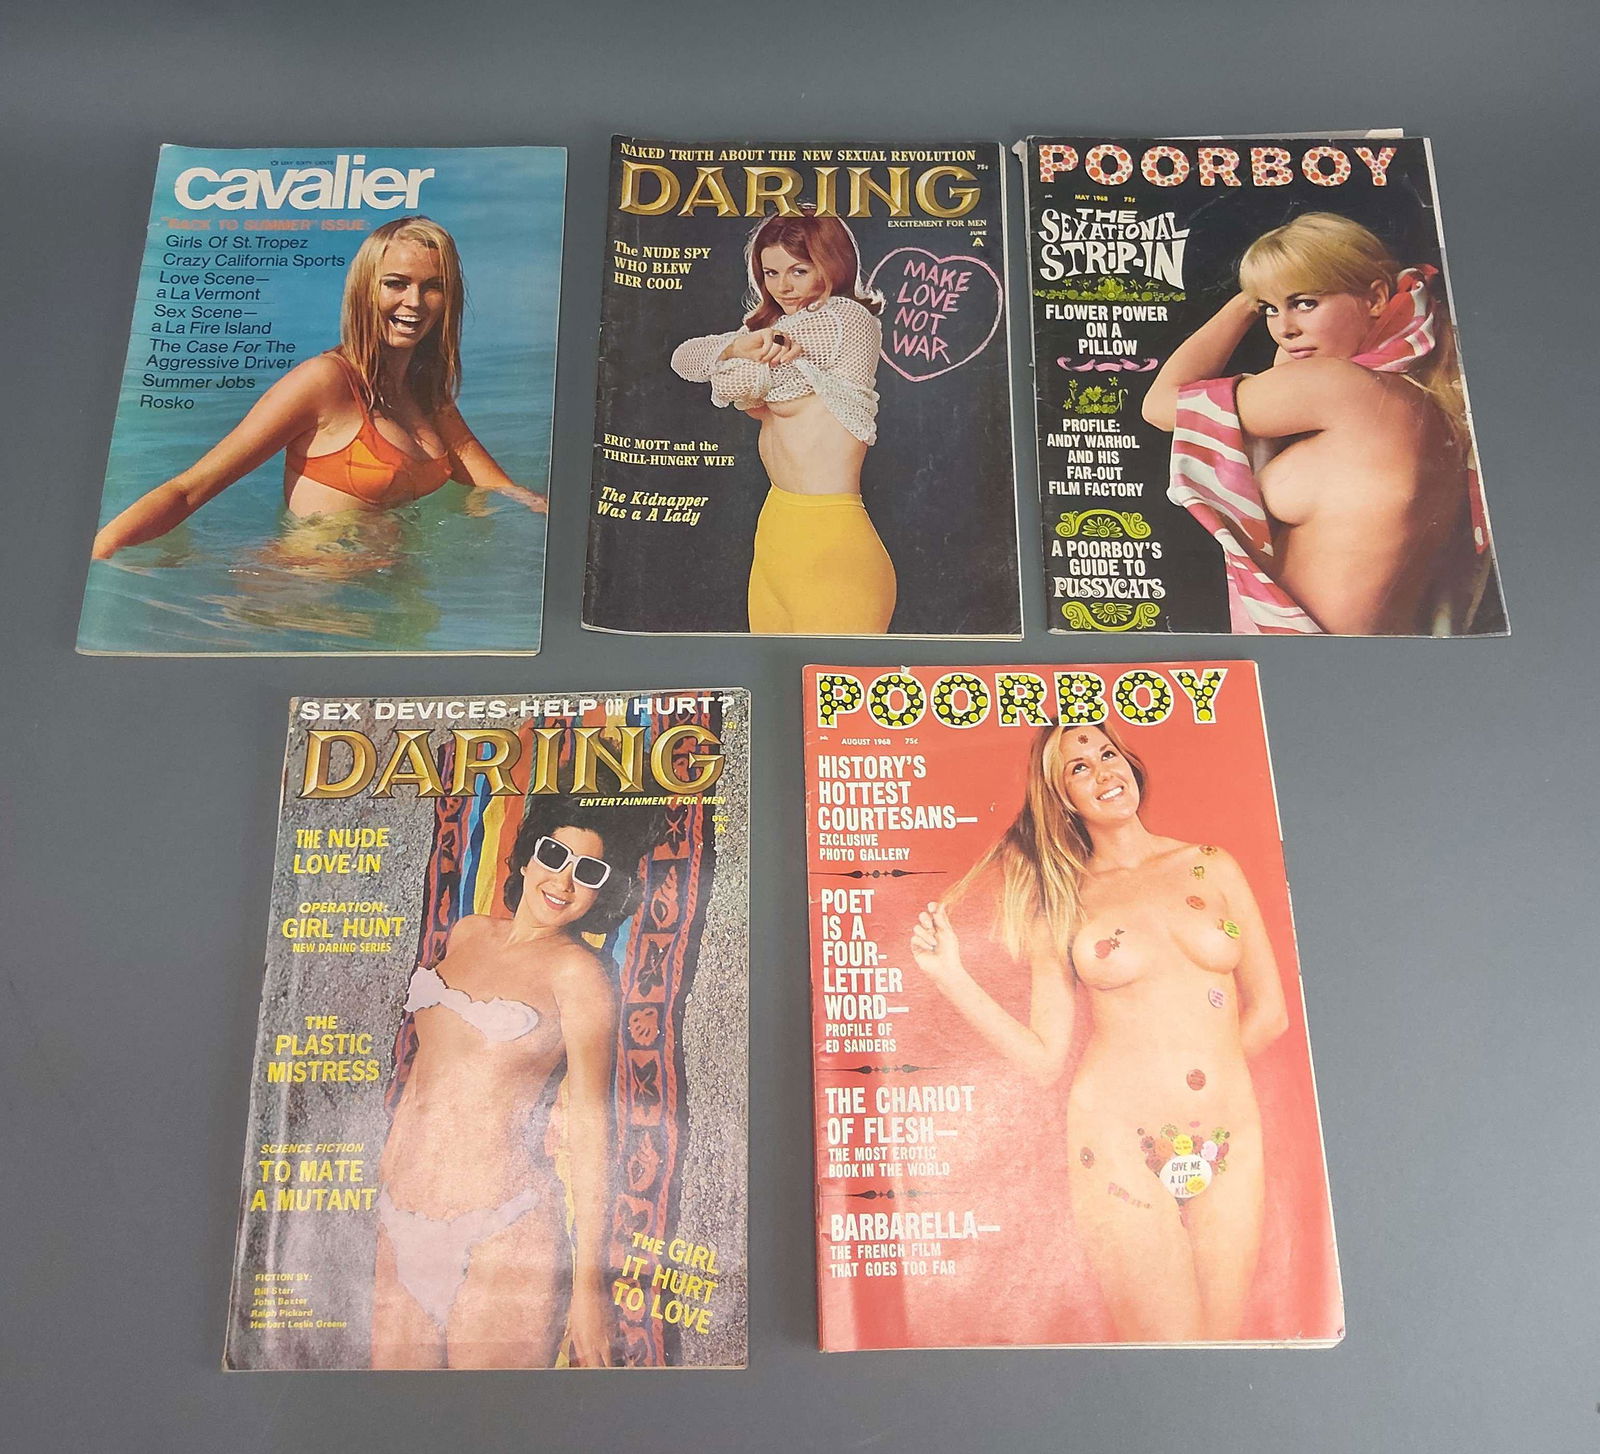 cavalier
MAY SIXTY CENTS
"BACK TO SUMMER" ISSUE:
Girls Of St. Tropez
Crazy California Sports
Love Scene—
a La Vermont
Sex Scene—
a La Fire Island
The Case For The
Aggressive Driver
Summer Jobs
Rosko
NAKED TRUTH ABOUT THE NEW SEXUAL REVOLUTION
75¢
DARING
EXCITEMENT FOR MEN
JUNE
A
The NUDE SPY
WHO BLEW
HER COOL
MAKE
LOVE
NOT
WAR
ERIC MOTT and the
THRILL-HUNGRY WIFE
The Kidnapper
Was a A Lady
POORBOY
MAY 1968 75¢
THE
SEXATIONAL
STRIP-IN
FLOWER POWER
ON A
PILLOW
PROFILE:
ANDY WARHOL
AND HIS
FAR-OUT
FILM FACTORY
A POORBOY'S
GUIDE TO
PUSSYCATS
SEX DEVICES-HELP OR HURT?
75¢
DARING
ENTERTAINMENT FOR MEN
DEC.
A
THE NUDE
LOVE-IN
OPERATION:
GIRL HUNT
NEW DARING SERIES
THE
PLASTIC
MISTRESS
SCIENCE FICTION
TO MATE
A MUTANT
THE GIRL
IT HURT
TO LOVE
FICTION BY:
Bill Starr
John Baxter
Ralph Pickard
Herbert Leslie Greene
POORBOY
AUGUST 1968 75¢
HISTORY'S
HOTTEST
COURTESANS—
EXCLUSIVE
PHOTO GALLERY
POET
IS A
FOUR-
LETTER
WORD—
PROFILE OF
ED SANDERS
THE CHARIOT
OF FLESH—
THE MOST EROTIC
BOOK IN THE WORLD
BARBARELLA—
THE FRENCH FILM
THAT GOES TOO FAR
GIVE ME
A LITTLE
KISS